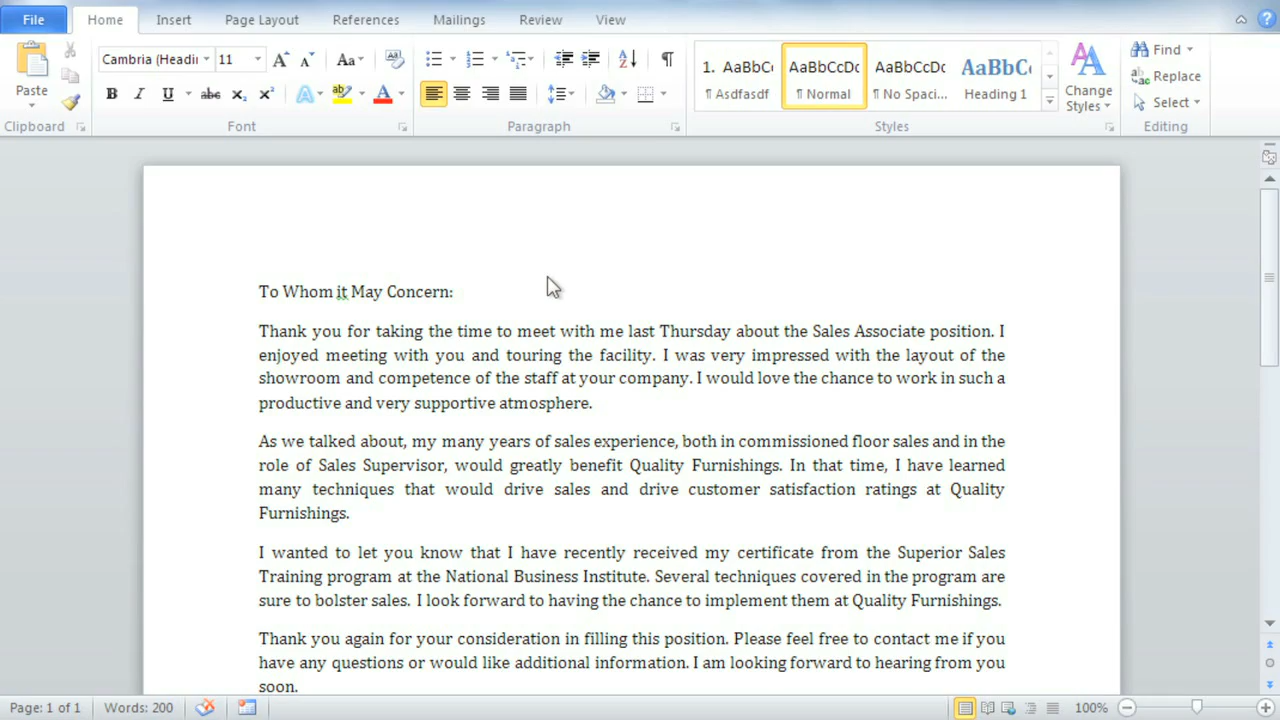 File Home Insert Page Layout References Mailings Review View
Cambria (Headi 11 Aa
1. AaBbC AaBbCcDc AaBbCcDc AaBbC
Find
Replace
Select
Paste
B I U abc X₂ X² A ab A
¶ Asdfasdf ¶ Normal ¶ No Spaci... Heading 1
Change
Styles
Clipboard Font Paragraph Styles Editing
To Whom it May Concern:
Thank you for taking the time to meet with me last Thursday about the Sales Associate position. I
enjoyed meeting with you and touring the facility. I was very impressed with the layout of the
showroom and competence of the staff at your company. I would love the chance to work in such a
productive and very supportive atmosphere.
As we talked about, my many years of sales experience, both in commissioned floor sales and in the
role of Sales Supervisor, would greatly benefit Quality Furnishings. In that time, I have learned
many techniques that would drive sales and drive customer satisfaction ratings at Quality
Furnishings.
I wanted to let you know that I have recently received my certificate from the Superior Sales
Training program at the National Business Institute. Several techniques covered in the program are
sure to bolster sales. I look forward to having the chance to implement them at Quality Furnishings.
Thank you again for your consideration in filling this position. Please feel free to contact me if you
have any questions or would like additional information. I am looking forward to hearing from you
soon.
Page: 1 of 1 Words: 200 100%